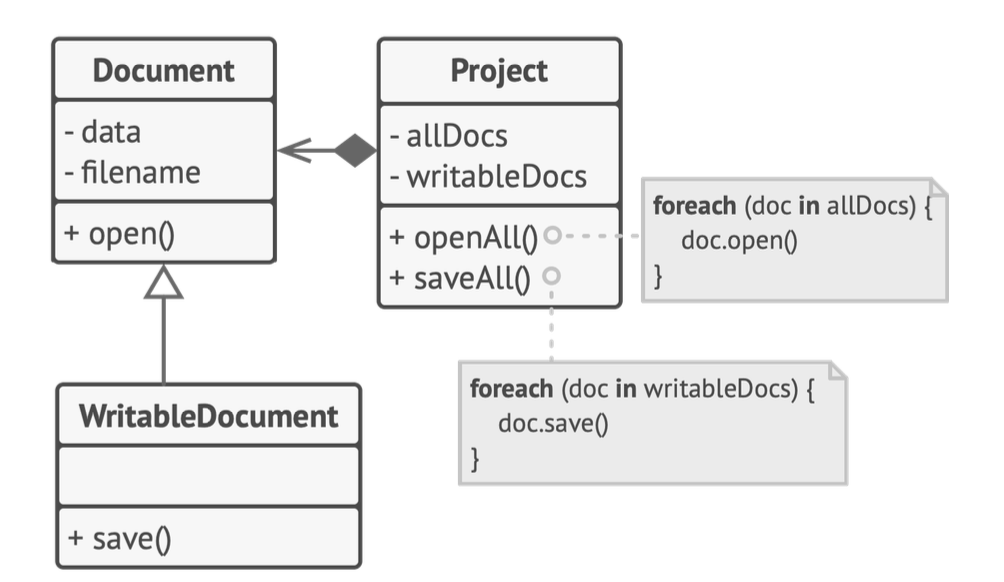 Document
- data
- filename
+ open()
Project
- allDocs
- writableDocs
+ openAll()
+ saveAll()
foreach (doc in allDocs) {
doc.open()
}
foreach (doc in writableDocs) {
doc.save()
}
WritableDocument
+ save()